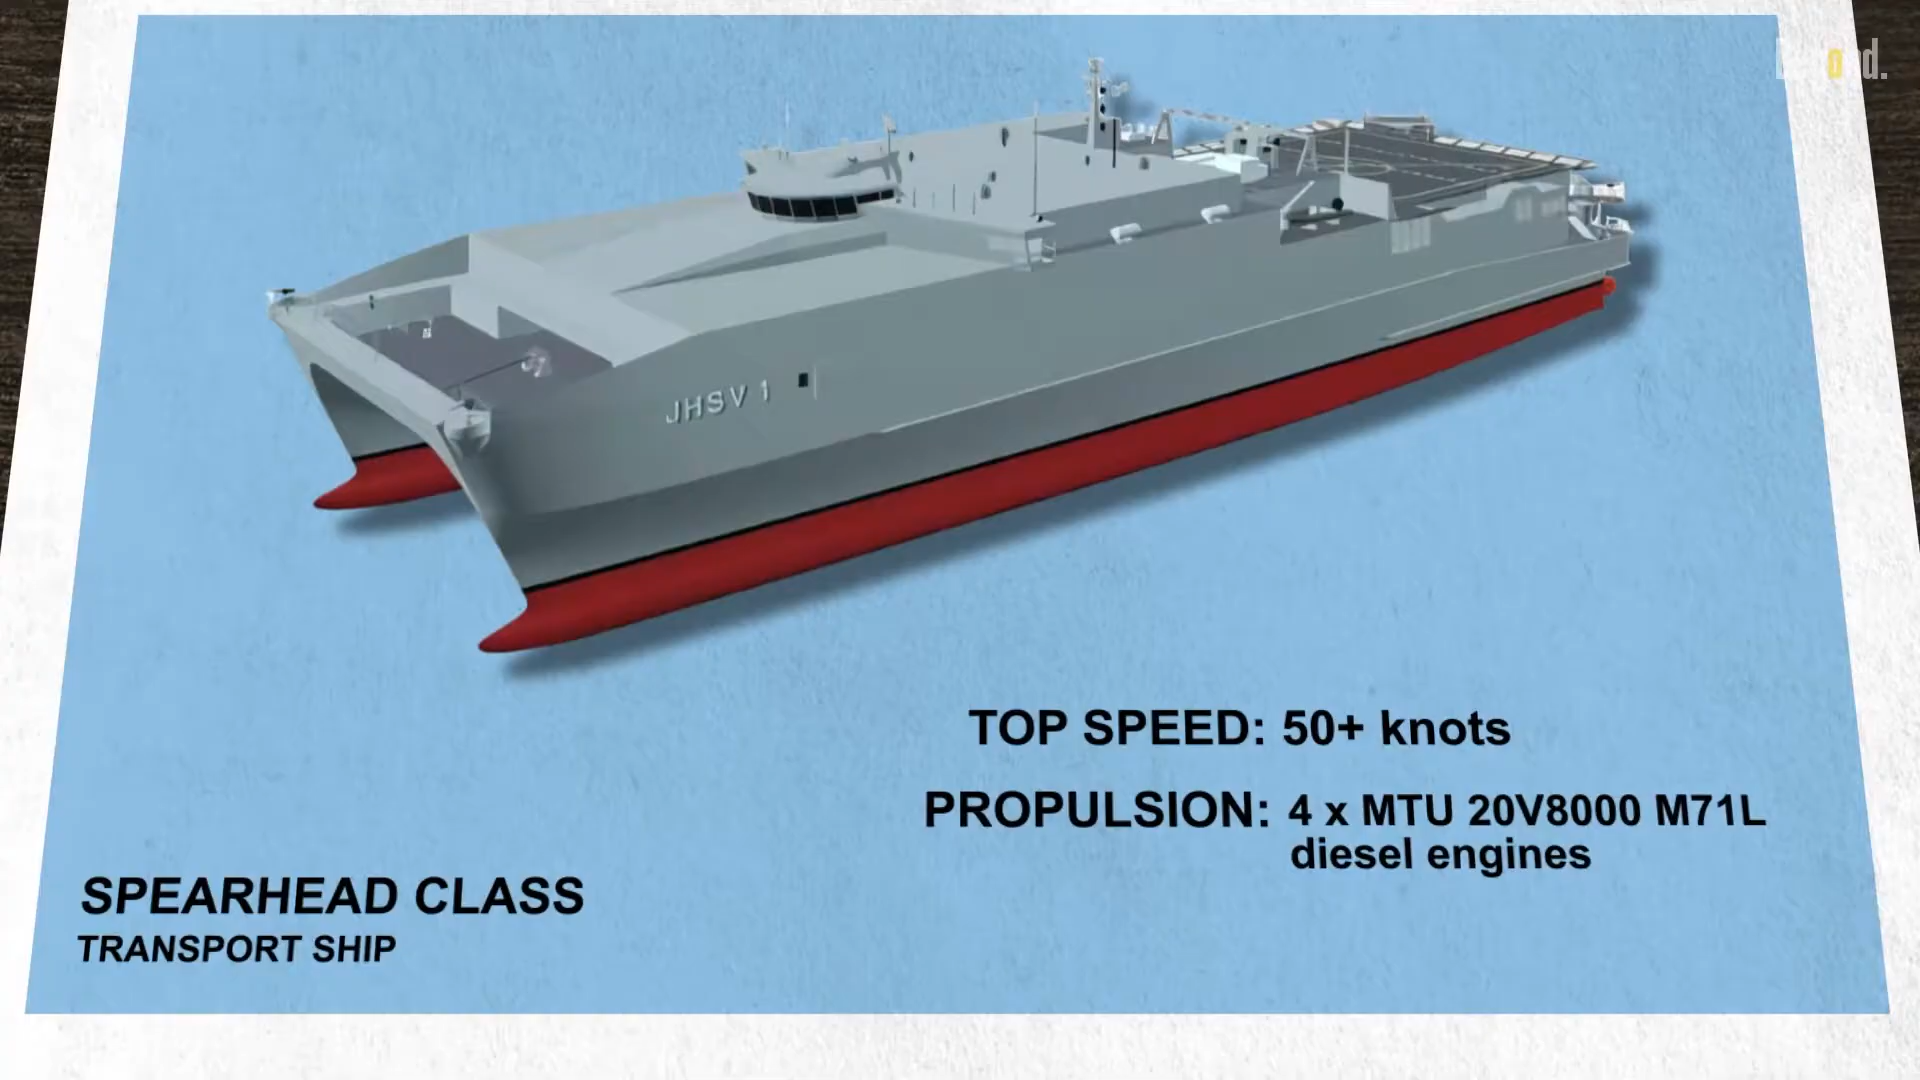 JHSV 1
TOP SPEED: 50+ knots
PROPULSION: 4 x MTU 20V8000 M71L
diesel engines
SPEARHEAD CLASS
TRANSPORT SHIP